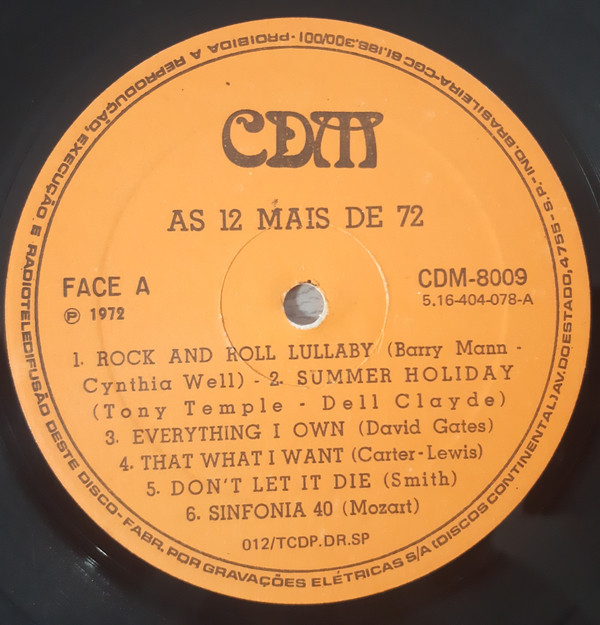 CDM
AS 12 MAIS DE 72
FACE A
℗ 1972
CDM-8009
5.16-404-078-A
1. ROCK AND ROLL LULLABY (Barry Mann -
Cynthia Well) - 2. SUMMER HOLIDAY
(Tony Temple - Dell Clayde)
3. EVERYTHING I OWN (David Gates)
4. THAT WHAT I WANT (Carter-Lewis)
5. DON'T LET IT DIE (Smith)
6. SINFONIA 40 (Mozart)
012/TCDP.DR.SP
FABR. POR GRAVAÇÕES ELÉTRICAS S/A (DISCOS CONTINENTAL) AV. DO ESTADO, 4755 - S.P. - IND. BRASILEIRA - CGC 61.186.300/001 - PROIBIDA A REPRODUÇÃO, EXECUÇÃO E RADIOTELEDIFUSÃO DESTE DISCO -